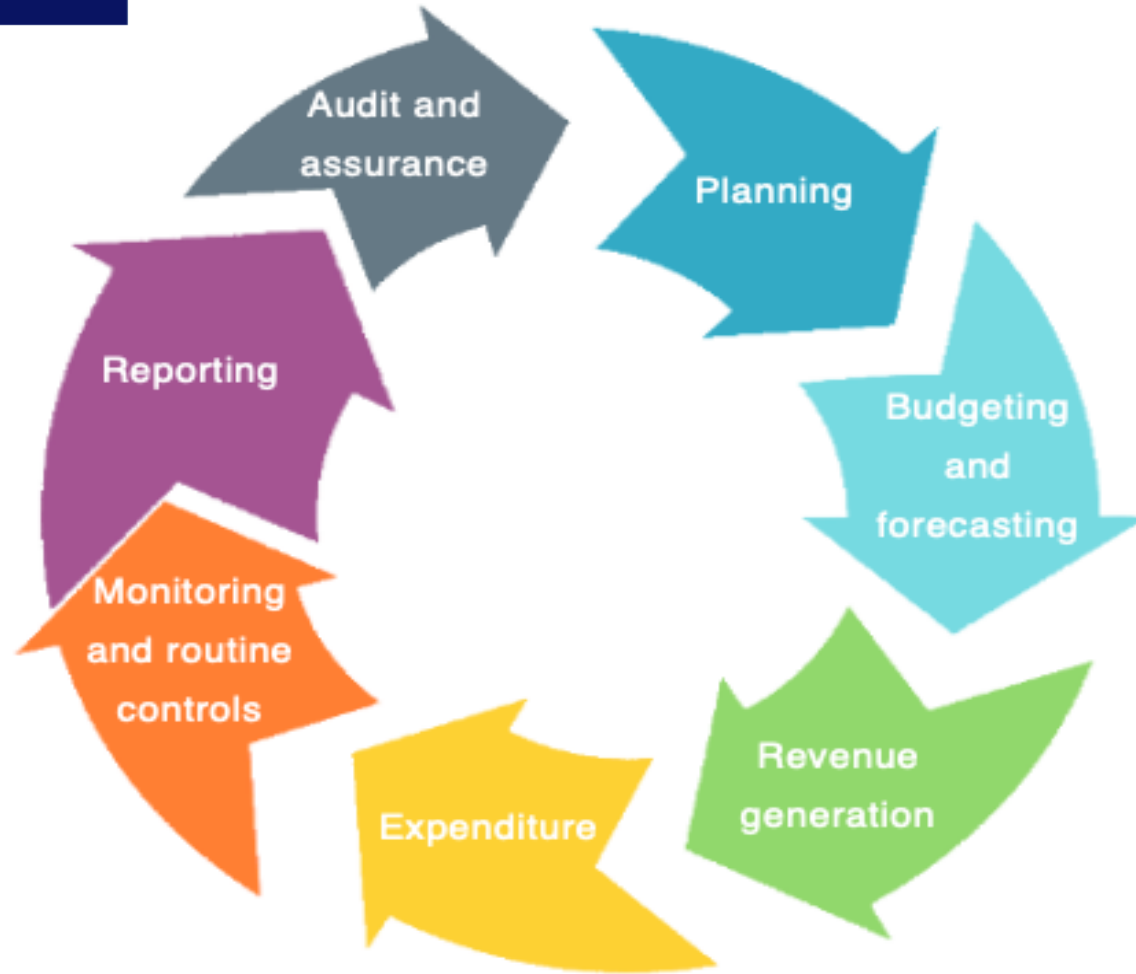 Audit and
assurance
Planning
Budgeting
and
forecasting
Revenue
generation
Expenditure
Monitoring
and routine
controls
Reporting